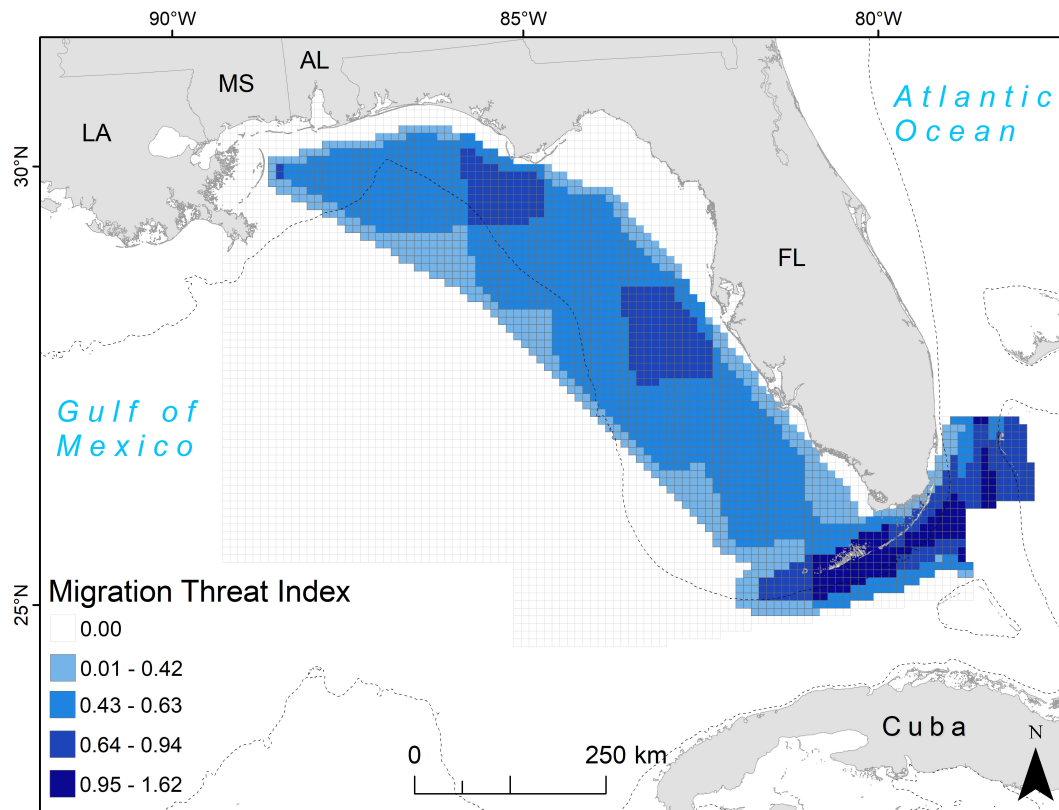 90°W 85°W 80°W
AL
MS
Atlantic
Ocean
LA
30°N
FL
Gulf of
Mexico
Migration Threat Index
25°N
0.00
0.01 - 0.42
0.43 - 0.63
0.64 - 0.94
0.95 - 1.62
0 250 km
Cuba
N